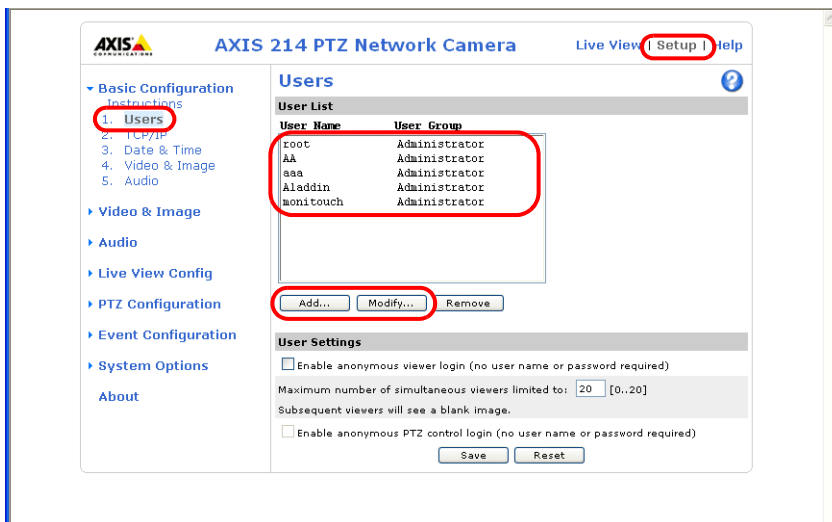 AXIS
COMMUNICATIONS
AXIS 214 PTZ Network Camera
Live View | Setup | Help
Basic Configuration
Instructions
1. Users
2. TCP/IP
3. Date & Time
4. Video & Image
5. Audio
Video & Image
Audio
Live View Config
PTZ Configuration
Event Configuration
System Options
About
Users
?
User List
User Name User Group
root Administrator
AA Administrator
aaa Administrator
Aladdin Administrator
monitouch Administrator
Add... Modify... Remove
User Settings
Enable anonymous viewer login (no user name or password required)
Maximum number of simultaneous viewers limited to: 20 [0..20]
Subsequent viewers will see a blank image.
Enable anonymous PTZ control login (no user name or password required)
Save Reset